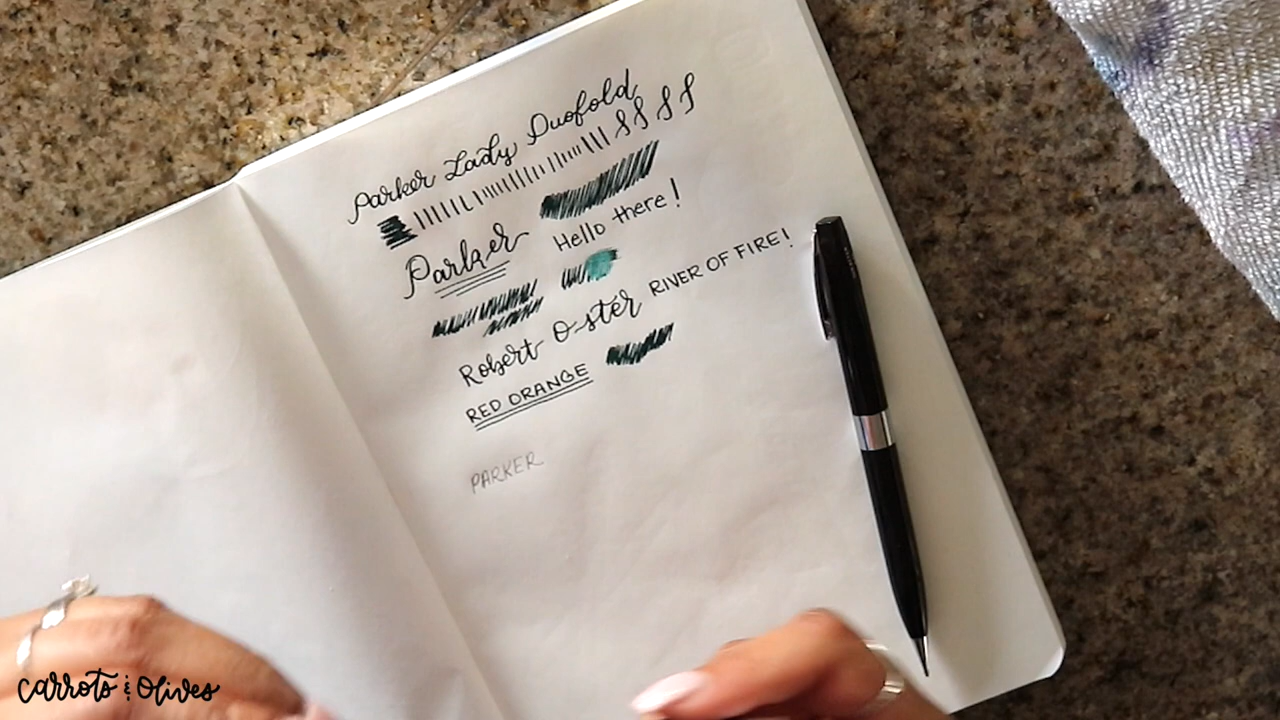 Parker Lady Duofold
Parker
Hello there!
Robert Oster RIVER OF FIRE!
RED ORANGE
PARKER
carrots & Olives